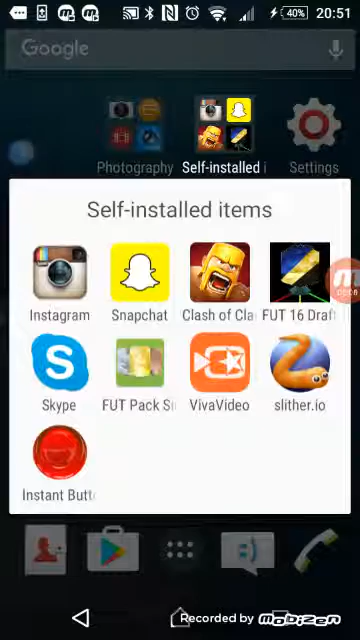 40% 20:51
Google
Photography Self-installed i Settings
Self-installed items
Instagram Snapchat Clash of Cla FUT 16 Draft
Skype FUT Pack Si VivaVideo slither.io
Instant Butt
Recorded by mobizen